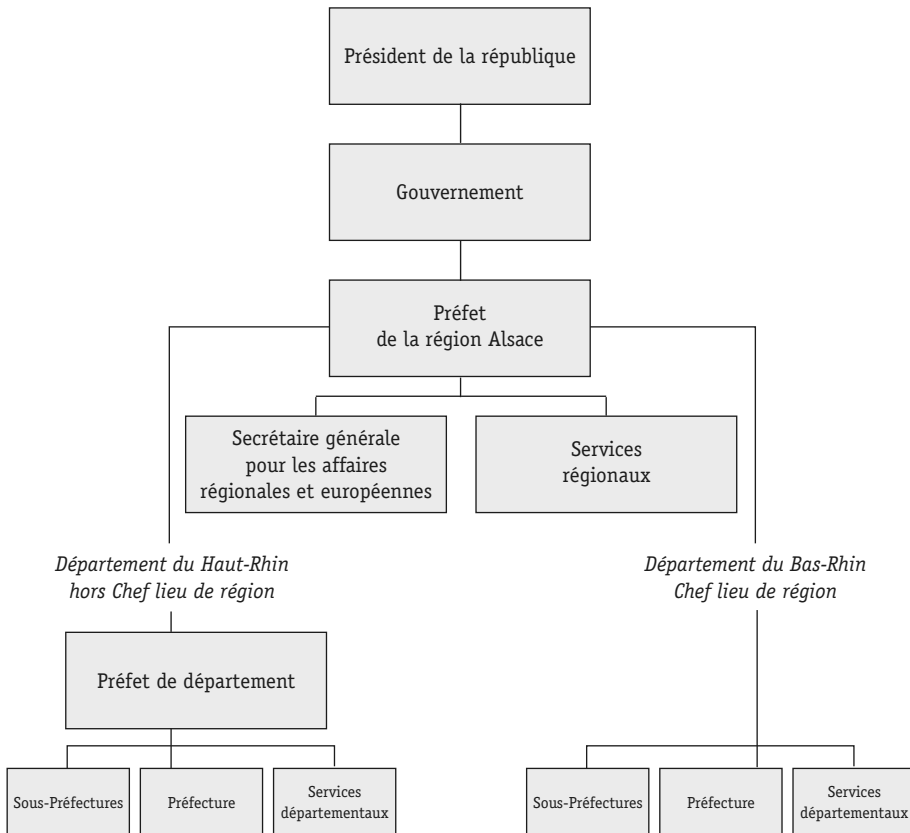 Président de la république
Gouvernement
Préfet
de la région Alsace
Secrétaire générale
pour les affaires
régionales et européennes
Services
régionaux
Département du Haut-Rhin
hors Chef lieu de région
Département du Bas-Rhin
Chef lieu de région
Préfet de département
Sous-Préfectures
Préfecture
Services
départementaux
Sous-Préfectures
Préfecture
Services
départementaux